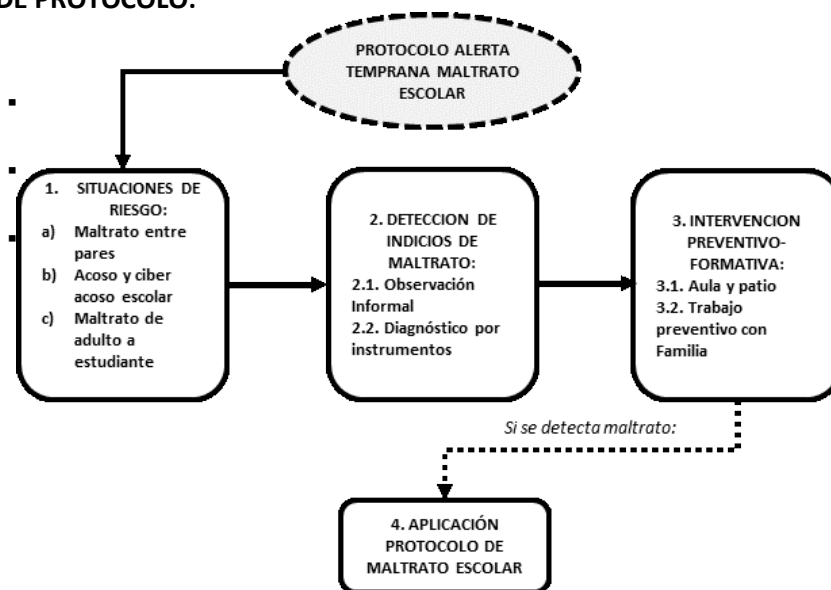 DE PROTOCOLO:
PROTOCOLO ALERTA
TEMPRANA MALTRATO
ESCOLAR
1. SITUACIONES DE
RIESGO:
a) Maltrato entre
pares
b) Acoso y ciber
acoso escolar
c) Maltrato de
adulto a
estudiante
2. DETECCION DE
INDICIOS DE
MALTRATO:
2.1. Observación
Informal
2.2. Diagnóstico por
instrumentos
3. INTERVENCION
PREVENTIVO-
FORMATIVA:
3.1. Aula y patio
3.2. Trabajo
preventivo con
Familia
Si se detecta maltrato:
4. APLICACIÓN
PROTOCOLO DE
MALTRATO ESCOLAR